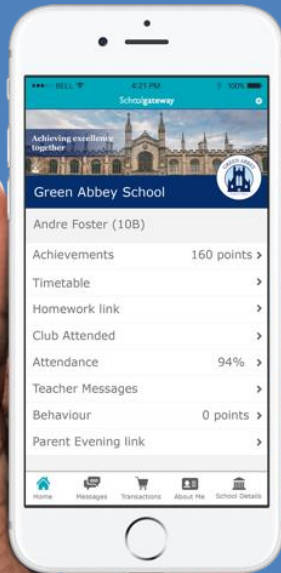 BELL 4:21 PM 100%
Schoolgateway
Achieving excellence
together
GREEN ABBEY
Green Abbey School
Andre Foster (10B)
Achievements 160 points >
Timetable >
Homework link >
Club Attended >
Attendance 94% >
Teacher Messages >
Behaviour 0 points >
Parent Evening link >
Home Messages Transactions About Me School Details